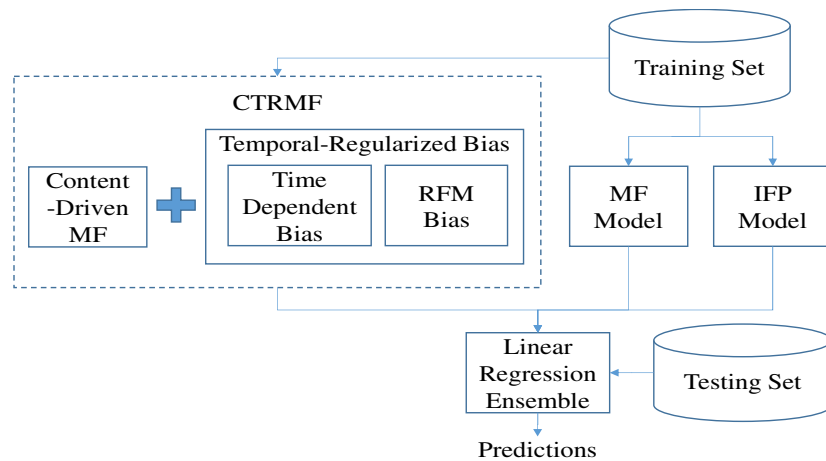 Training Set
CTRMF
Temporal-Regularized Bias
Content
-Driven
MF
Time
Dependent
Bias
RFM
Bias
MF
Model
IFP
Model
Linear
Regression
Ensemble
Testing Set
Predictions